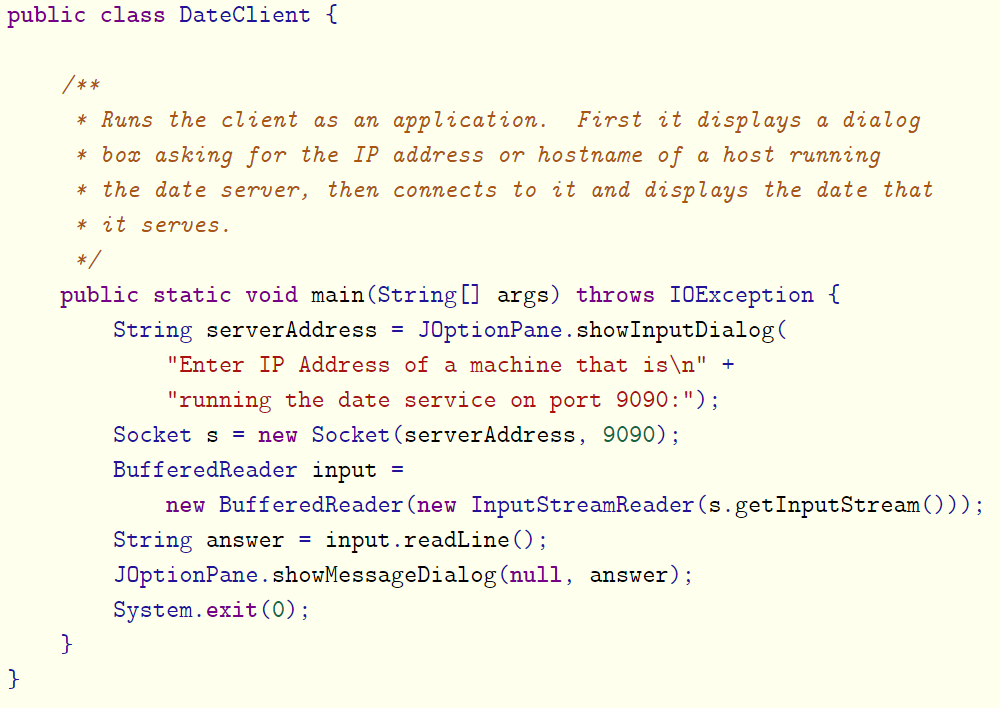 public class DateClient {
/**
* Runs the client as an application.  First it displays a dialog
* box asking for the IP address or hostname of a host running
* the date server, then connects to it and displays the date that
* it serves.
*/
public static void main(String[] args) throws IOException {
String serverAddress = JOptionPane.showInputDialog(
"Enter IP Address of a machine that is\n" +
"running the date service on port 9090:");
Socket s = new Socket(serverAddress, 9090);
BufferedReader input =
new BufferedReader(new InputStreamReader(s.getInputStream()));
String answer = input.readLine();
JOptionPane.showMessageDialog(null, answer);
System.exit(0);
}
}